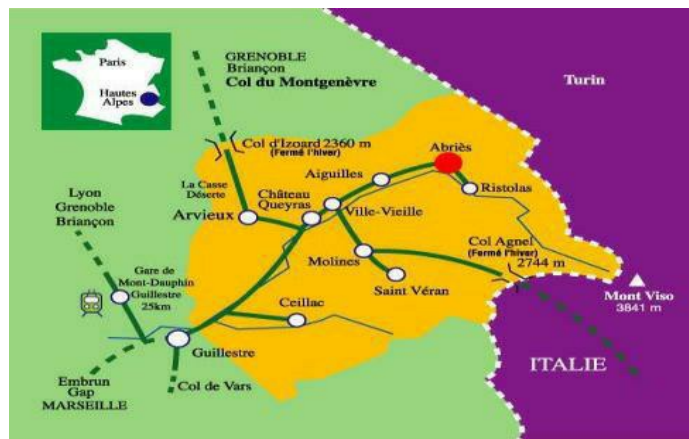 Paris
Hautes
Alpes
GRENOBLE
Briançon
Col du Montgenèvre
Turin
Col d'Izoard 2360 m
(Fermé l'hiver)
Abriès
Aiguilles
La Casse
Déserte
Château
Queyras
Ristolas
Lyon
Grenoble
Briançon
Arvieux
Ville-Vieille
Col Agnel
(Fermé l'hiver)
2744 m
Molines
Gare de
Mont-Dauphin
Guillestre
25km
Saint Véran
Mont Viso
3841 m
Ceillac
Guillestre
ITALIE
Embrun
Gap
MARSEILLE
Col de Vars